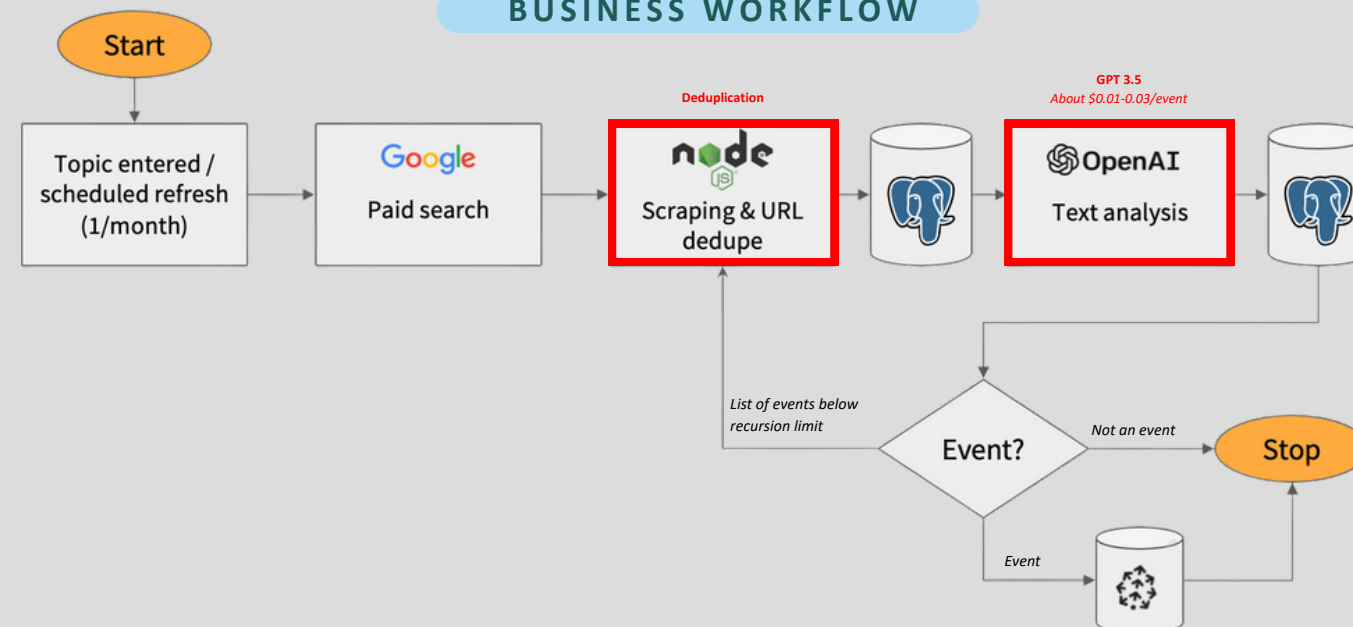 BUSINESS WORKFLOW
Start
Topic entered /
scheduled refresh
(1/month)
Google
Paid search
Deduplication
node
JS
Scraping & URL
dedupe
GPT 3.5
About $0.01-0.03/event
OpenAI
Text analysis
List of events below
recursion limit
Event?
Not an event
Stop
Event